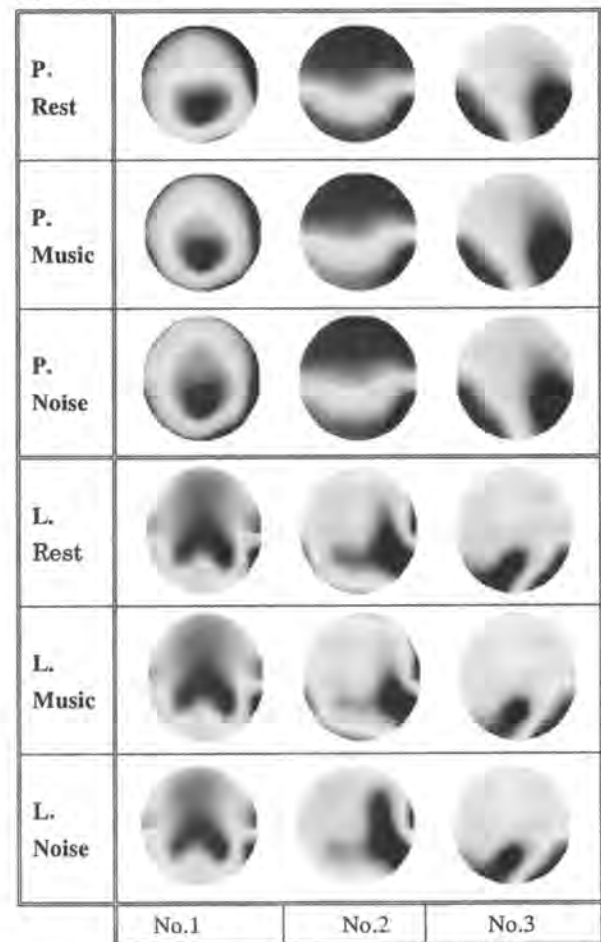 P.
Rest
P.
Music
P.
Noise
L.
Rest
L.
Music
L.
Noise
No.1 No.2 No.3